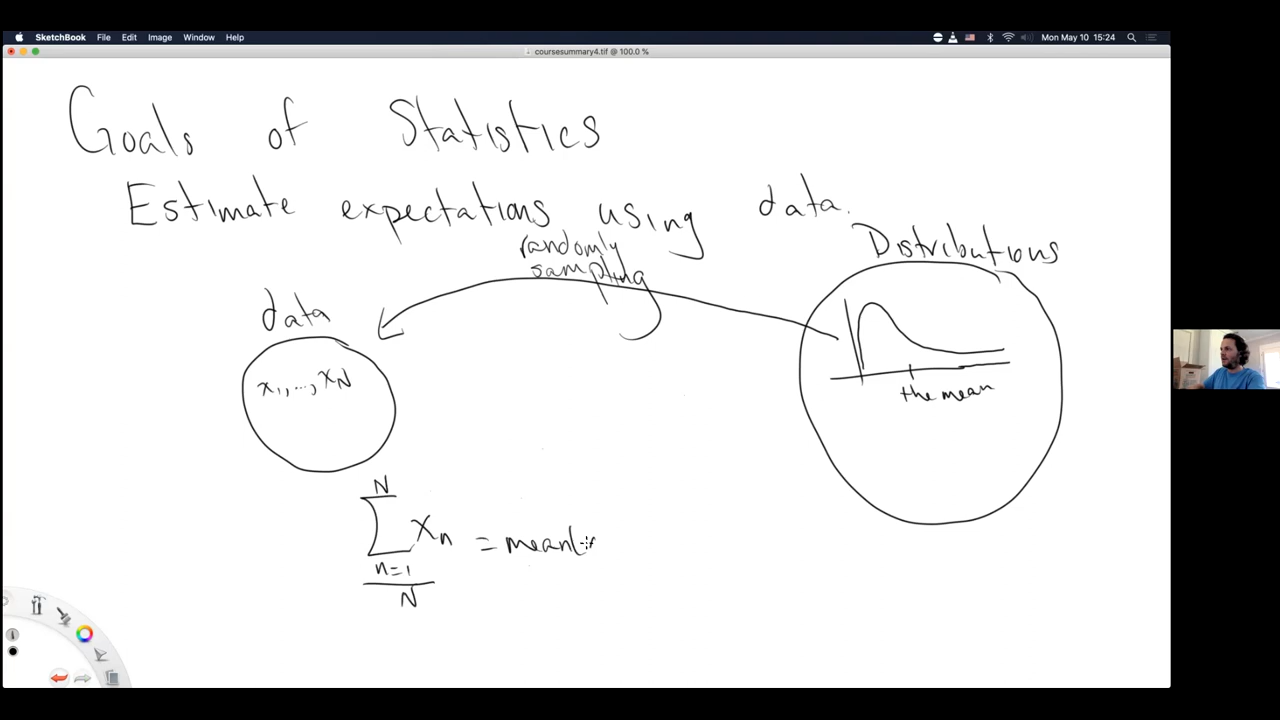 SketchBook File Edit Image Window Help Mon May 10 15:24
coursesummary4.tif @ 100.0 %
Goals of Statistics
Estimate expectations using data.
randomly
sampling
Distributions
data
x1,...,xN
the mean
N
∑ xn = mean(
n=1
N